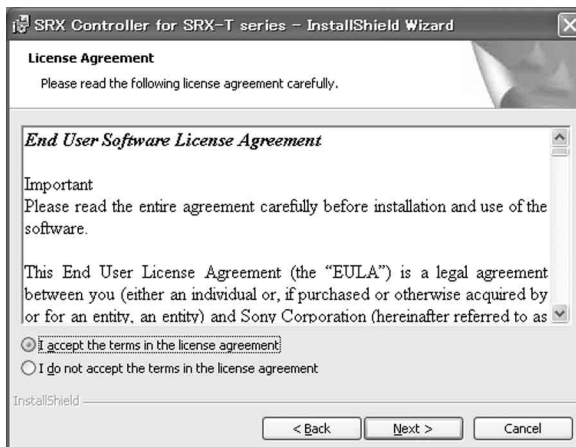 SRX Controller for SRX-T series - InstallShield Wizard
License Agreement
Please read the following license agreement carefully.
End User Software License Agreement
Important
Please read the entire agreement carefully before installation and use of the
software.
This End User License Agreement (the “EULA”) is a legal agreement
between you (either an individual or, if purchased or otherwise acquired by
or for an entity, an entity) and Sony Corporation (hereinafter referred to as
I accept the terms in the license agreement
I do not accept the terms in the license agreement
InstallShield
< Back
Next >
Cancel